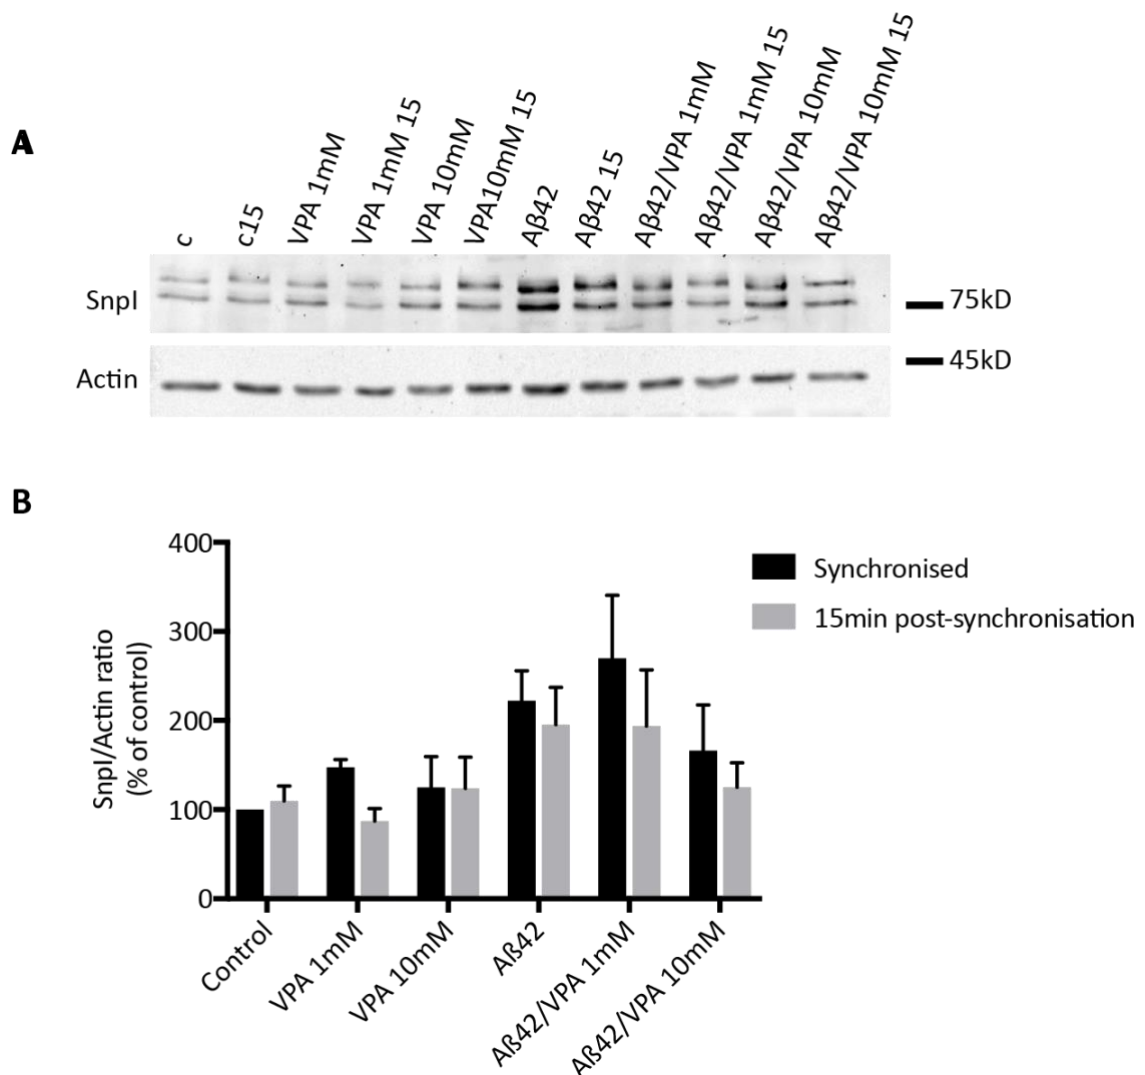 A
c
c15
VPA 1mM
VPA 1mM 15
VPA 10mM
VPA10mM 15
Aβ42
Aβ42 15
Aβ42/VPA 1mM
Aβ42/VPA 1mM 15
Aβ42/VPA 10mM
Aβ42/VPA 10mM 15
SnpI
75kD
Actin
45kD
B
SnpI/Actin ratio
(% of control)
400
300
200
100
0
Synchronised
15min post-synchronisation
Control
VPA 1mM
VPA 10mM
Aß42
Aß42/VPA 1mM
Aß42/VPA 10mM